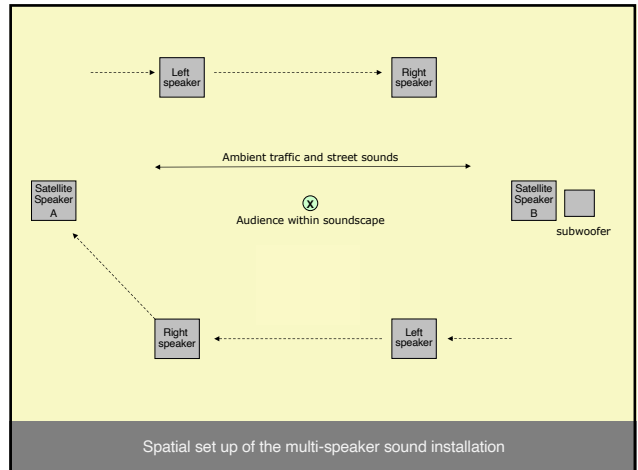 Left
speaker
Right
speaker
Ambient traffic and street sounds
Satellite
Speaker
A
X
Audience within soundscape
Satellite
Speaker
B
subwoofer
Right
speaker
Left
speaker
Spatial set up of the multi-speaker sound installation